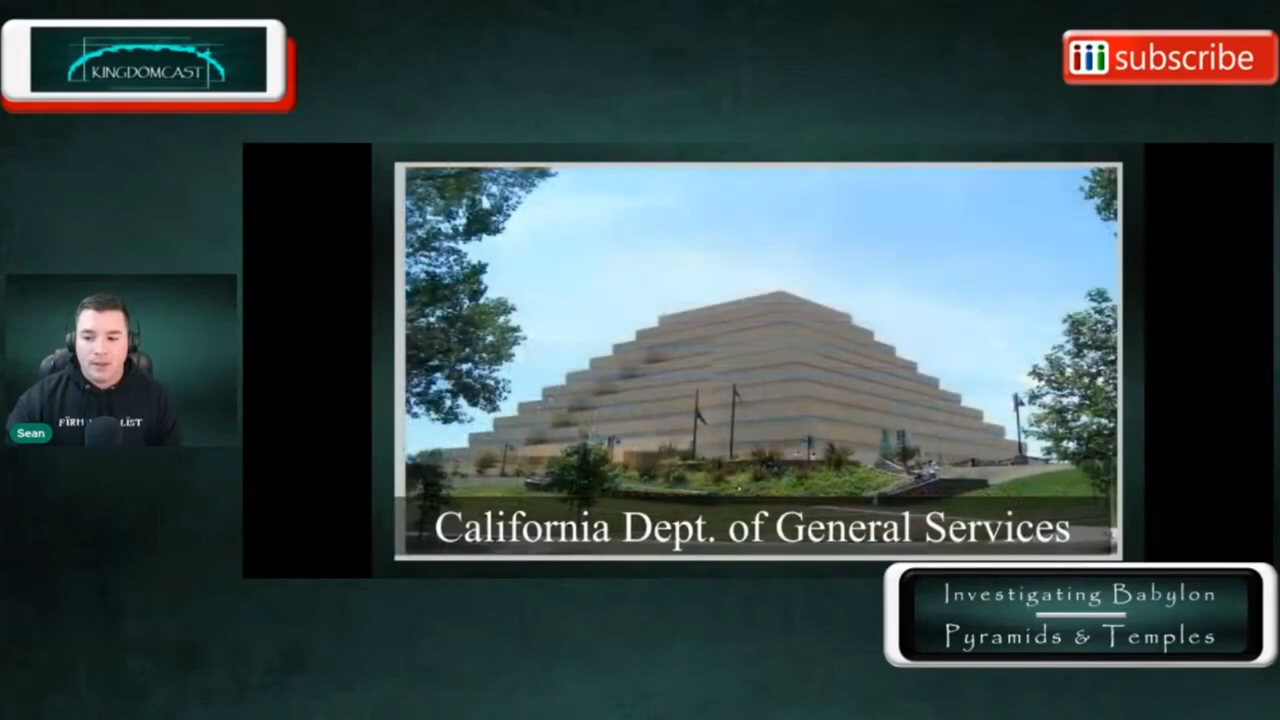 KINGDOMCAST
subscribe
Sean
California Dept. of General Services
Investigating Babylon
Pyramids & Temples